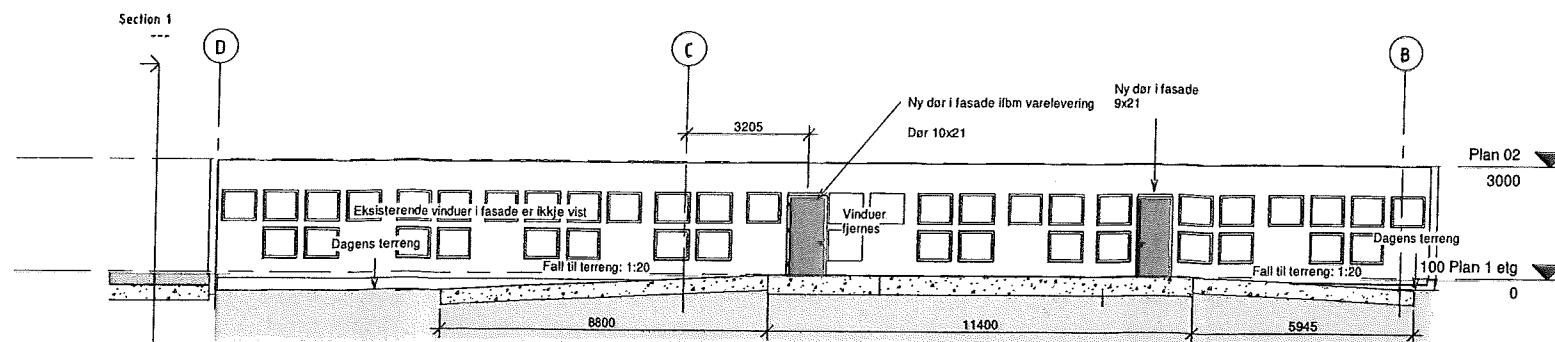 Section 1
D
C
B
Ny dør i fasade ifbm varelevering
Dør 10x21
Ny dør i fasade
9x21
3205
Plan 02
3000
Eksisterende vinduer i fasade er ikkje vist
Vinduer
fjernes
Dagens terreng
Dagens terreng
Fall til terreng: 1:20
Fall til terreng: 1:20
100 Plan 1 etg
0
8800
11400
5945